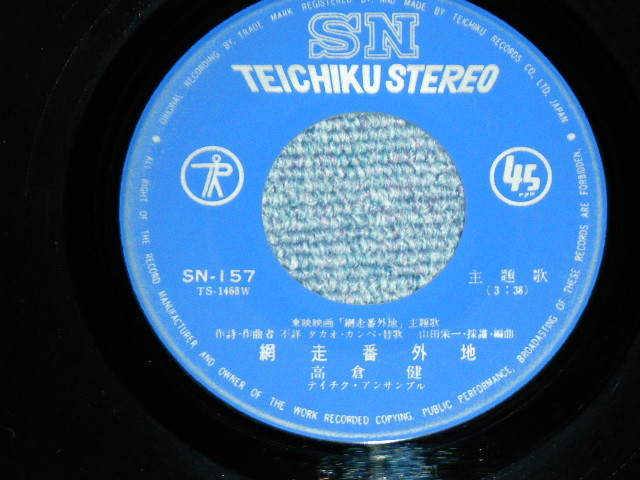 ORIGINAL RECORDING BY. TRADE MARK REGISTERED BY. AND MADE BY TEICHIKU RECORDS CO., LTD. JAPAN
SN
TEICHIKU STEREO
TR
45
rpm
SN-157
TS-1468W
主題歌
(3:38)
東映映画「網走番外地」主題歌
作詩・作曲者 不詳 タカオ・カンベ・替歌 山田栄一・採譜・編曲
網走番外地
高倉 健
テイチク・アンサンブル
ALL RIGHT OF THE RECORD MANUFACTURER AND OWNER OF THE WORK RECORDED COPYING, PUBLIC PERFORMANCE, BROADCASTING OF THESE RECORDS ARE FORBIDDEN.